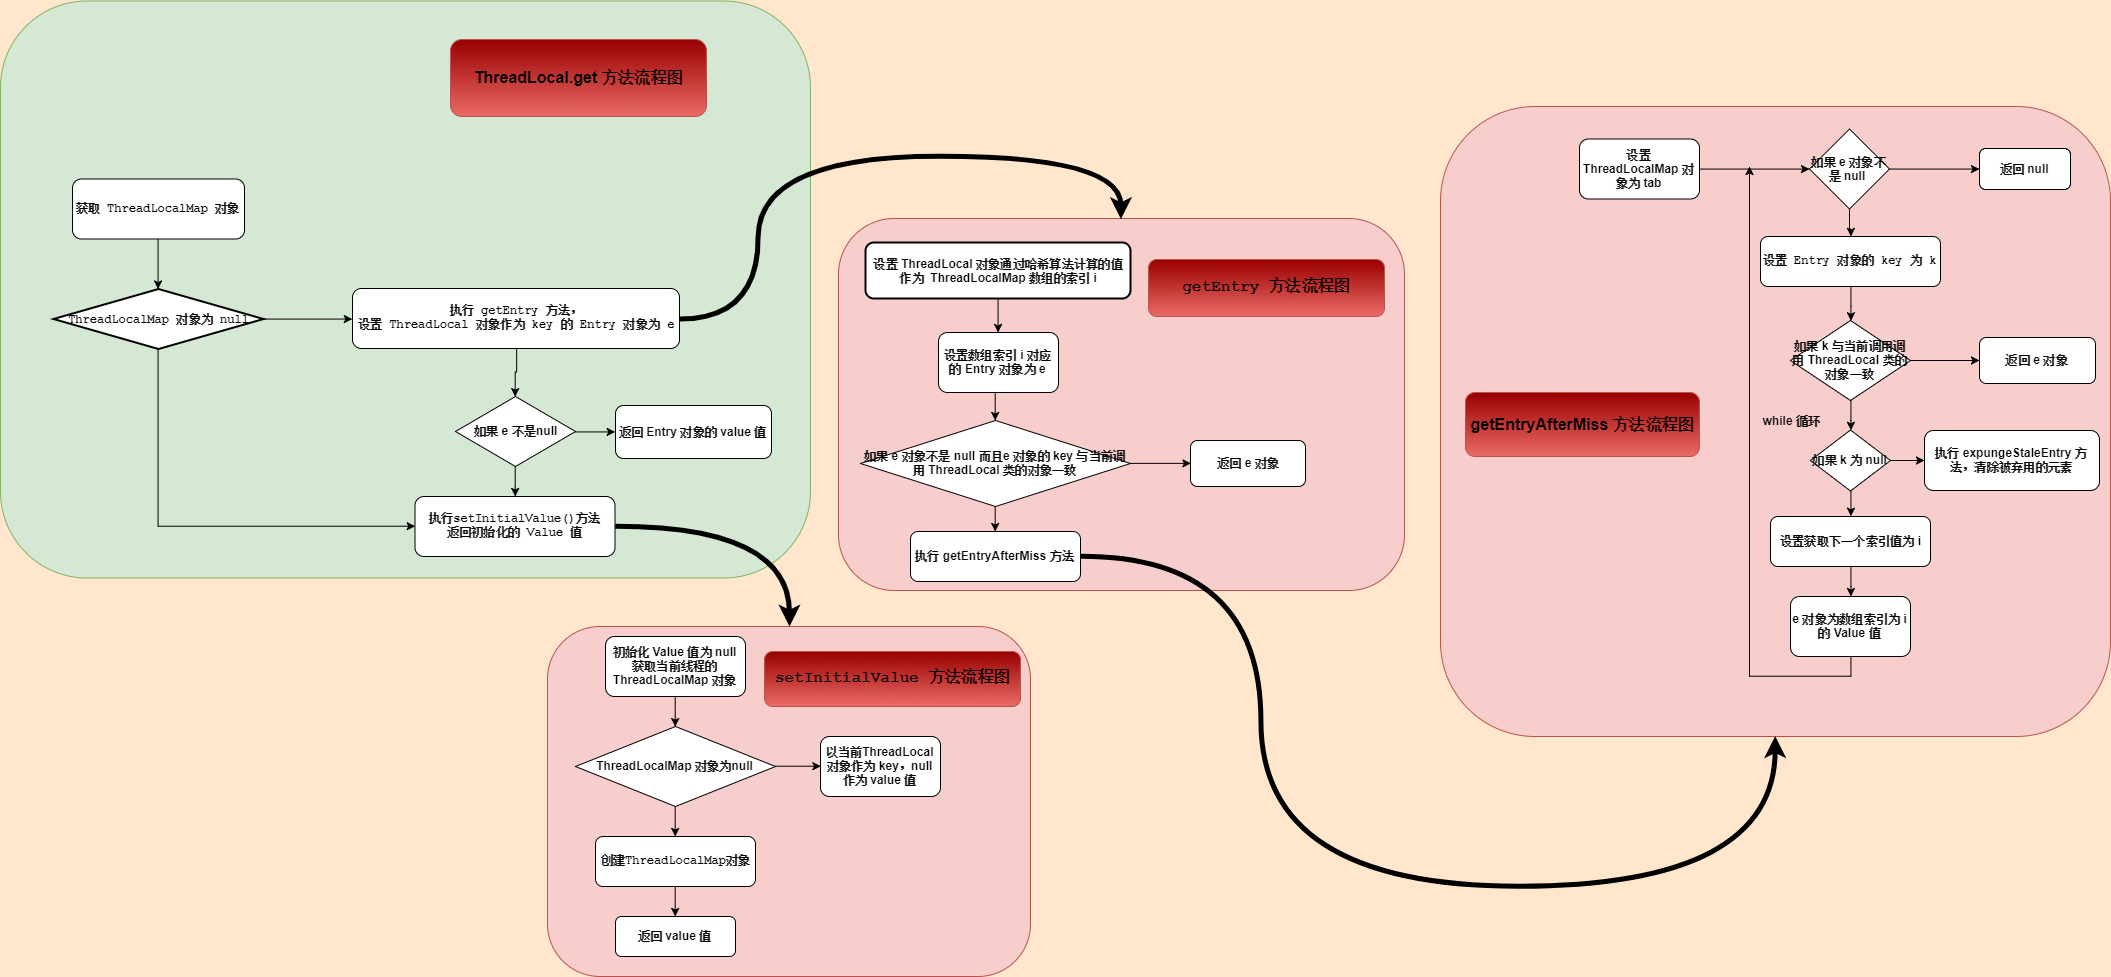 ThreadLocal.get 方法流程图
获取 ThreadLocalMap 对象
ThreadLocalMap 对象为 null
执行 getEntry 方法，
设置 ThreadLocal 对象作为 key 的 Entry 对象为 e
如果 e 不是null
返回 Entry 对象的 value 值
执行setInitialValue()方法
返回初始化的 Value 值
设置 ThreadLocal 对象通过哈希算法计算的值
作为 ThreadLocalMap 数组的索引 i
getEntry 方法流程图
设置数组索引 i 对应
的 Entry 对象为 e
如果 e 对象不是 null 而且e 对象的 key 与当前调
用 ThreadLocal 类的对象一致
返回 e 对象
执行 getEntryAfterMiss 方法
初始化 Value 值为 null
获取当前线程的
ThreadLocalMap 对象
setInitialValue 方法流程图
ThreadLocalMap 对象为null
以当前ThreadLocal
对象作为 key，null
作为 value 值
创建ThreadLocalMap对象
返回 value 值
设置
ThreadLocalMap 对
象为 tab
如果 e 对象不
是 null
返回 null
设置 Entry 对象的 key 为 k
如果 k 与当前调用调
用 ThreadLocal 类的
对象一致
返回 e 对象
getEntryAfterMiss 方法流程图
while 循环
如果 k 为 null
执行 expungeStaleEntry 方
法，清除被弃用的元素
设置获取下一个索引值为 i
e 对象为数组索引为 i
的 Value 值